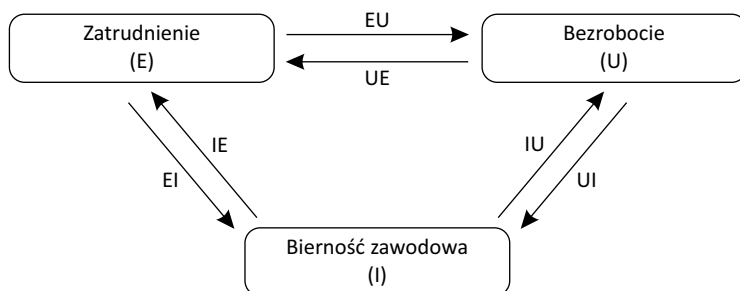 Zatrudnienie
(E)
EU
UE
Bezrobocie
(U)
IE
EI
IU
UI
Bierność zawodowa
(I)